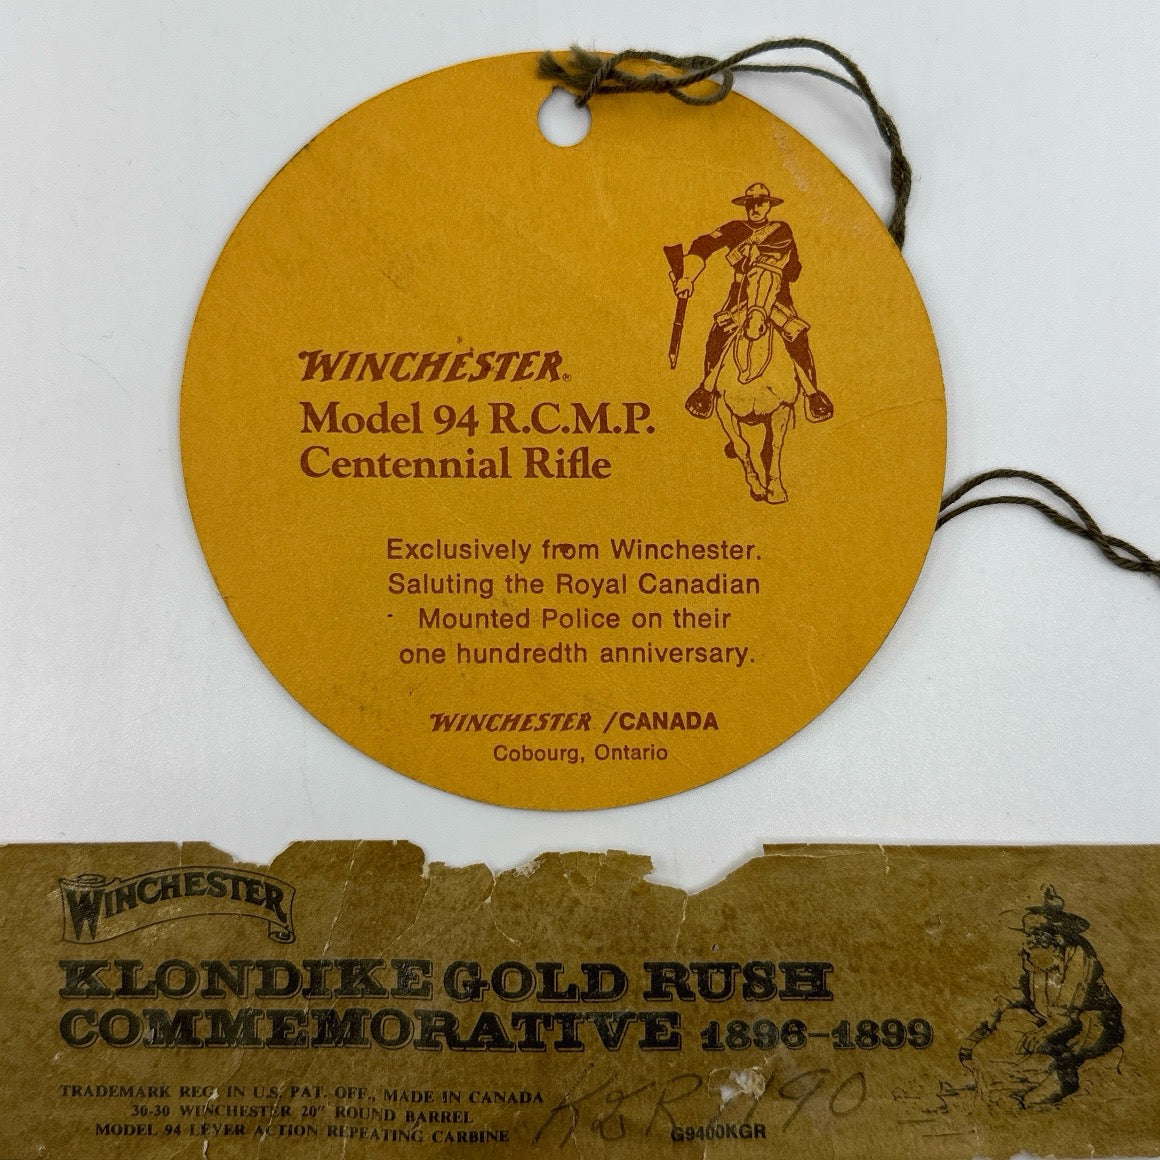 WINCHESTER®
Model 94 R.C.M.P.
Centennial Rifle
Exclusively from Winchester.
Saluting the Royal Canadian
Mounted Police on their
one hundredth anniversary.
WINCHESTER /CANADA
Cobourg, Ontario
WINCHESTER
KLONDIKE GOLD RUSH
COMMEMORATIVE 1896-1899
TRADEMARK REG. IN U.S. PAT. OFF., MADE IN CANADA
30-30 WINCHESTER 20" ROUND BARREL
MODEL 94 LEVER ACTION REPEATING CARBINE
G9400KGR